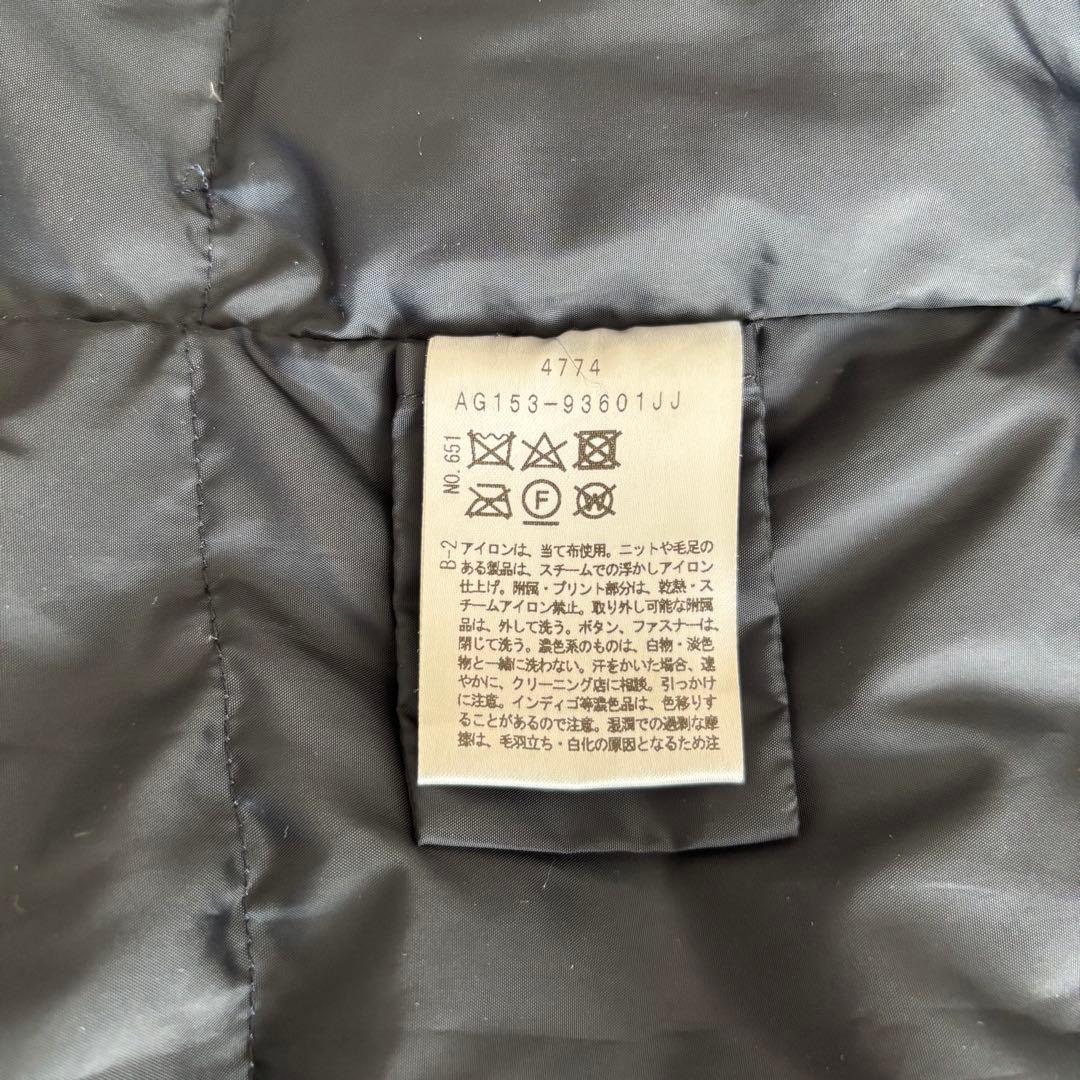 4774
AG153-93601JJ
NO.651
F
W
B-2
アイロンは、当て布使用。ニットや毛足の
ある製品は、スチームでの浮かしアイロン
仕上げ。附属・プリント部分は、乾熱・ス
チームアイロン禁止。取り外し可能な附属
品は、外して洗う。ボタン、ファスナーは、
閉じて洗う。濃色系のものは、白物・淡色
物と一緒に洗わない。汗をかいた場合、速
やかに、クリーニング店に相談。引っかけ
に注意。インディゴ等濃色品は、色移りす
ることがあるので注意。湿潤での過剰な摩
擦は、毛羽立ち・白化の原因となるため注